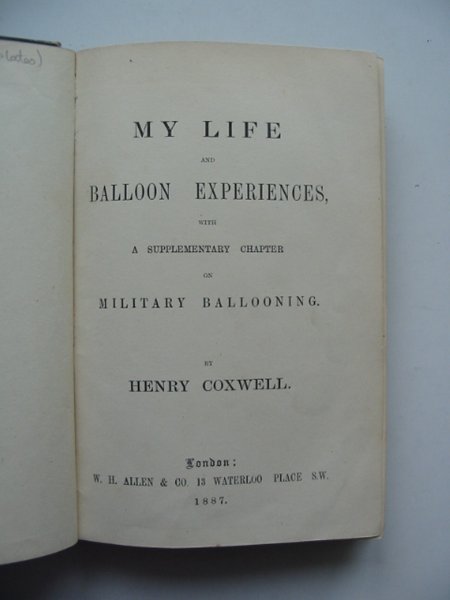 MY LIFE
AND
BALLOON EXPERIENCES,
WITH
A SUPPLEMENTARY CHAPTER
ON
MILITARY BALLOONING.
BY
HENRY COXWELL.
London:
W. H. ALLEN & CO. 13 WATERLOO PLACE S.W.
1887.